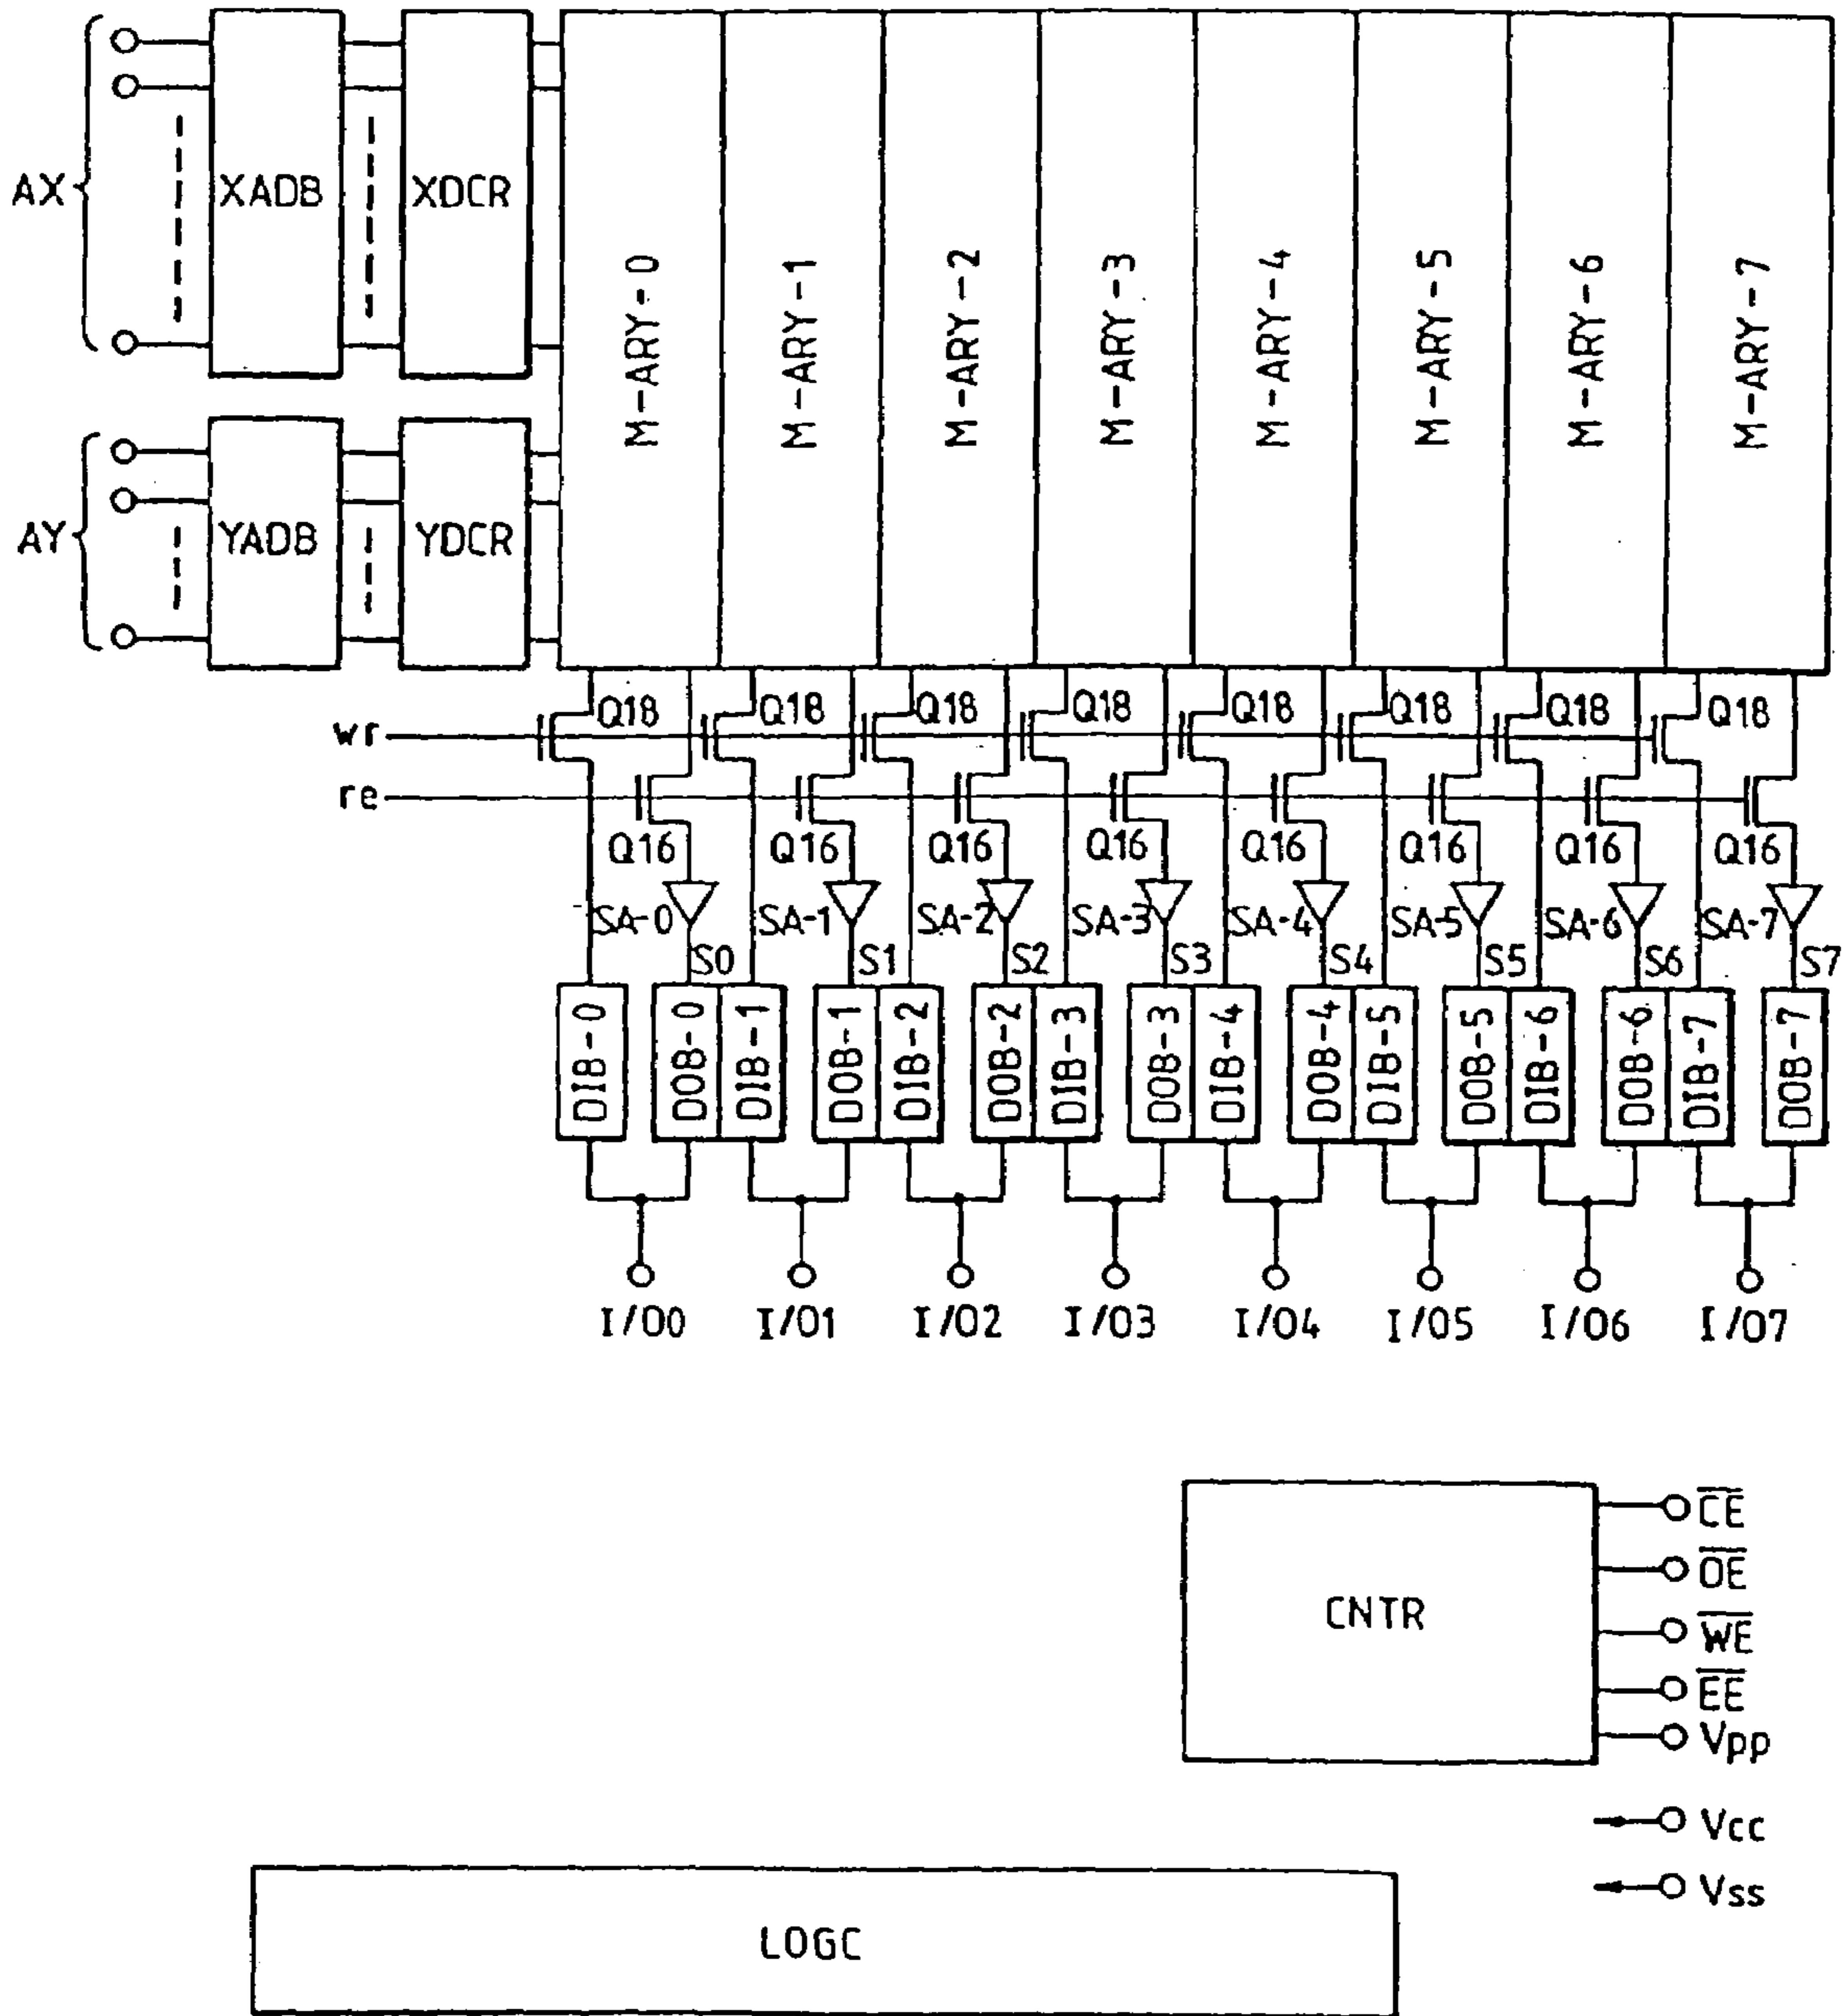 AX
XADB
XDCR
AY
YADB
YDCR
M-ARY-0
M-ARY-1
M-ARY-2
M-ARY-3
M-ARY-4
M-ARY-5
M-ARY-6
M-ARY-7
wr
Q18 Q18 Q18 Q18 Q18 Q18 Q18 Q18
re
Q16 Q16 Q16 Q16 Q16 Q16 Q16 Q16
SA-0 SA-1 SA-2 SA-3 SA-4 SA-5 SA-6 SA-7
S0 S1 S2 S3 S4 S5 S6 S7
DIB-0
DOB-0
DIB-1
DOB-1
DIB-2
DOB-2
DIB-3
DOB-3
DIB-4
DOB-4
DIB-5
DOB-5
DIB-6
DOB-6
DIB-7
DOB-7
I/O0 I/O1 I/O2 I/O3 I/O4 I/O5 I/O6 I/O7
CNTR
C̅E̅
O̅E̅
W̅E̅
E̅E̅
Vpp
Vcc
Vss
LOGC